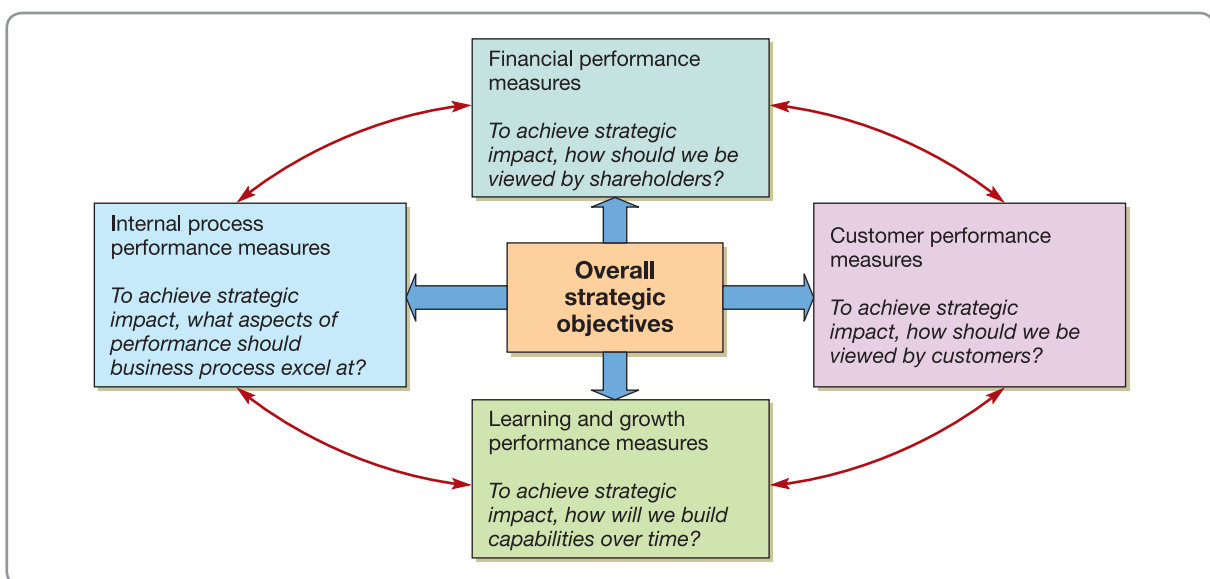 Financial performance
measures
To achieve strategic
impact, how should we be
viewed by shareholders?
Internal process
performance measures
To achieve strategic
impact, what aspects of
performance should
business process excel at?
Overall
strategic
objectives
Customer performance
measures
To achieve strategic
impact, how should we be
viewed by customers?
Learning and growth
performance measures
To achieve strategic
impact, how will we build
capabilities over time?